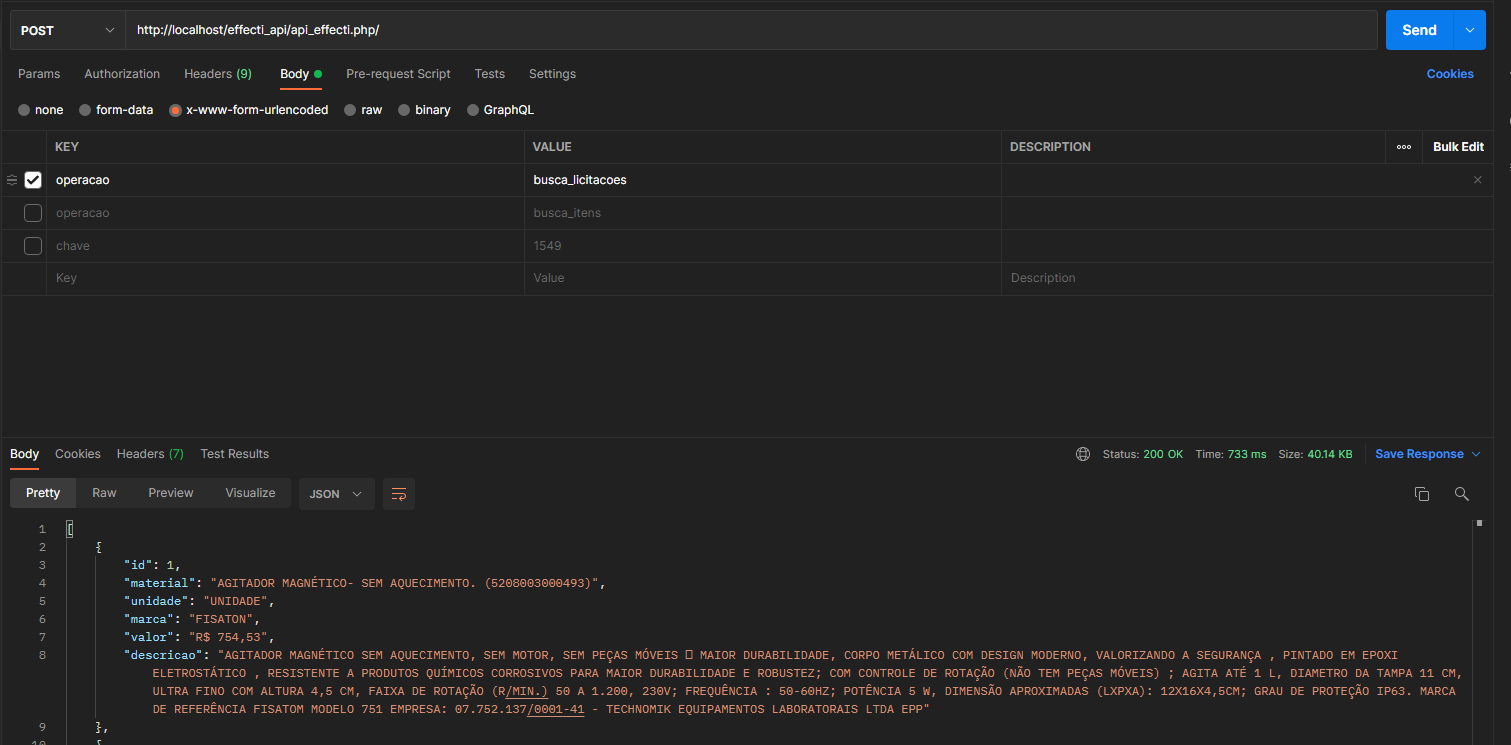 POST http://localhost/effecti_api/api_effecti.php/ Send
Params Authorization Headers (9) Body Pre-request Script Tests Settings Cookies
none form-data x-www-form-urlencoded raw binary GraphQL
KEY VALUE DESCRIPTION Bulk Edit
operacao busca_licitacoes
operacao busca_itens
chave 1549
Key Value Description
Body Cookies Headers (7) Test Results Status: 200 OK Time: 733 ms Size: 40.14 KB Save Response
Pretty Raw Preview Visualize JSON
1 [
2 {
3 "id": 1,
4 "material": "AGITADOR MAGNÉTICO- SEM AQUECIMENTO. (5208003000493)",
5 "unidade": "UNIDADE",
6 "marca": "FISATON",
7 "valor": "R$ 754,53",
8 "descricao": "AGITADOR MAGNÉTICO SEM AQUECIMENTO, SEM MOTOR, SEM PEÇAS MÓVEIS  MAIOR DURABILIDADE, CORPO METÁLICO COM DESIGN MODERNO, VALORIZANDO A SEGURANÇA , PINTADO EM EPOXI
ELETROSTÁTICO , RESISTENTE A PRODUTOS QUÍMICOS CORROSIVOS PARA MAIOR DURABILIDADE E ROBUSTEZ; COM CONTROLE DE ROTAÇÃO (NÃO TEM PEÇAS MÓVEIS) ; AGITA ATÉ 1 L, DIAMETRO DA TAMPA 11 CM,
ULTRA FINO COM ALTURA 4,5 CM, FAIXA DE ROTAÇÃO (R/MIN.) 50 A 1.200, 230V; FREQUÊNCIA : 50-60HZ; POTÊNCIA 5 W, DIMENSÃO APROXIMADAS (LXPXA): 12X16X4,5CM; GRAU DE PROTEÇÃO IP63. MARCA
DE REFERÊNCIA FISATOM MODELO 751 EMPRESA: 07.752.137/0001-41 - TECHNOMIK EQUIPAMENTOS LABORATORAIS LTDA EPP"
9 },
10 {